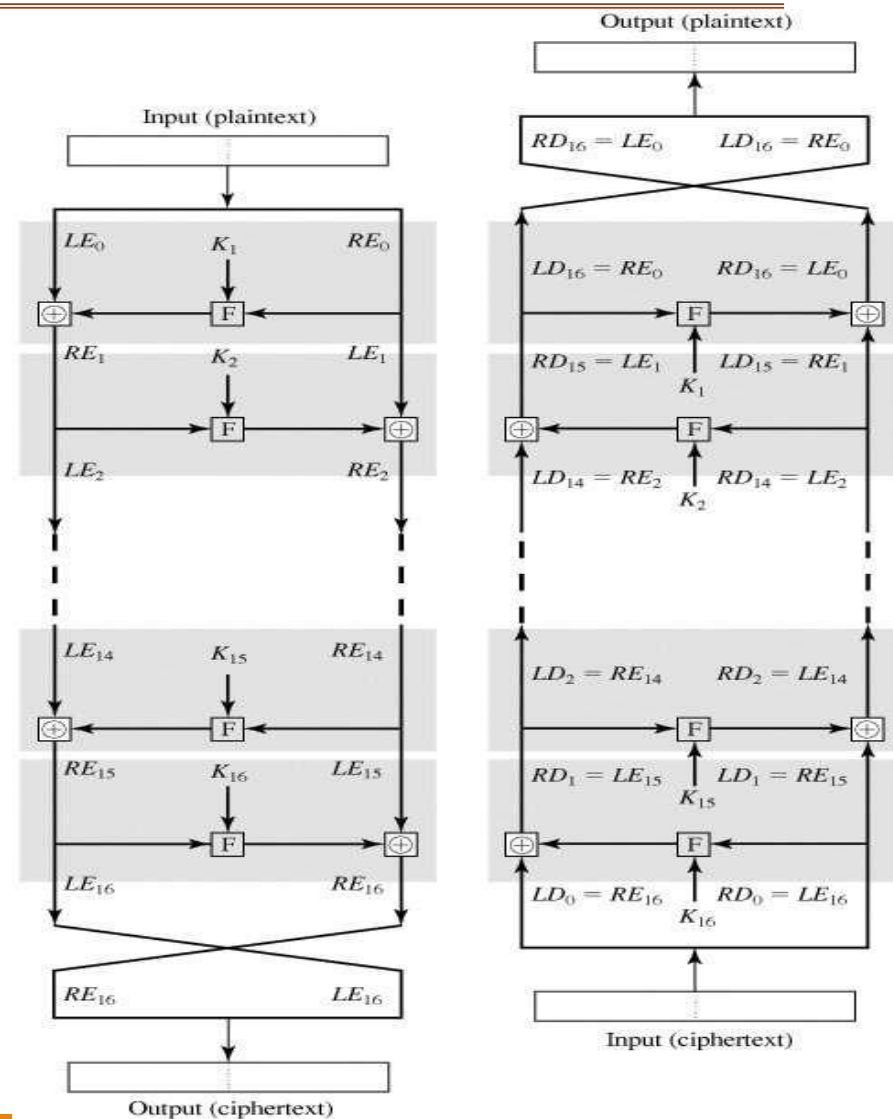 Input (plaintext)
LE₀ K₁ RE₀
F
RE₁ K₂ LE₁
F
LE₂ RE₂
LE₁₄ K₁₅ RE₁₄
F
RE₁₅ K₁₆ LE₁₅
F
LE₁₆ RE₁₆
RE₁₆ LE₁₆
Output (ciphertext)
Output (plaintext)
RD₁₆ = LE₀ LD₁₆ = RE₀
LD₁₆ = RE₀ RD₁₆ = LE₀
F
RD₁₅ = LE₁ LD₁₅ = RE₁
K₁
F
LD₁₄ = RE₂ RD₁₄ = LE₂
K₂
LD₂ = RE₁₄ RD₂ = LE₁₄
F
RD₁ = LE₁₅ LD₁ = RE₁₅
K₁₅
F
LD₀ = RE₁₆ RD₀ = LE₁₆
K₁₆
Input (ciphertext)